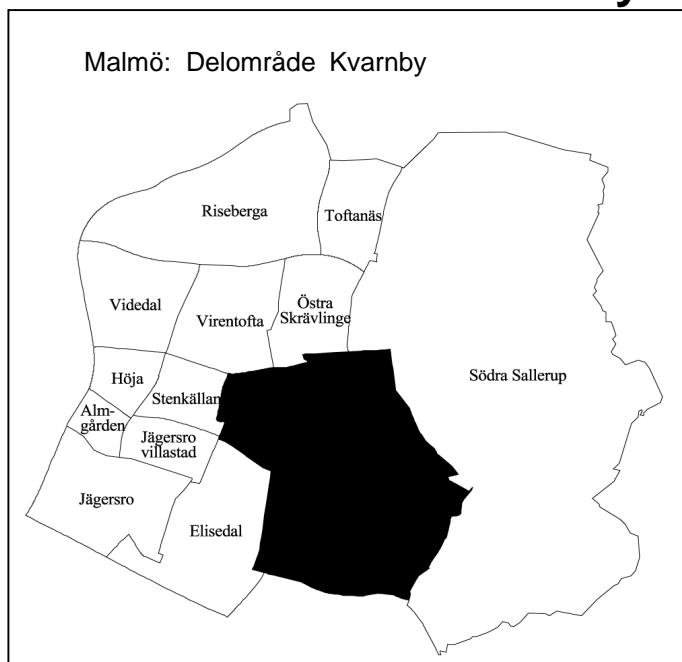 Malmö: Delområde Kvarnby
Riseberga
Toftanäs
Videdal
Virentofta
Östra
Skrävlinge
Södra Sallerup
Höja
Stenkällan
Alm-
gården
Jägersro
villastad
Jägersro
Elisedal